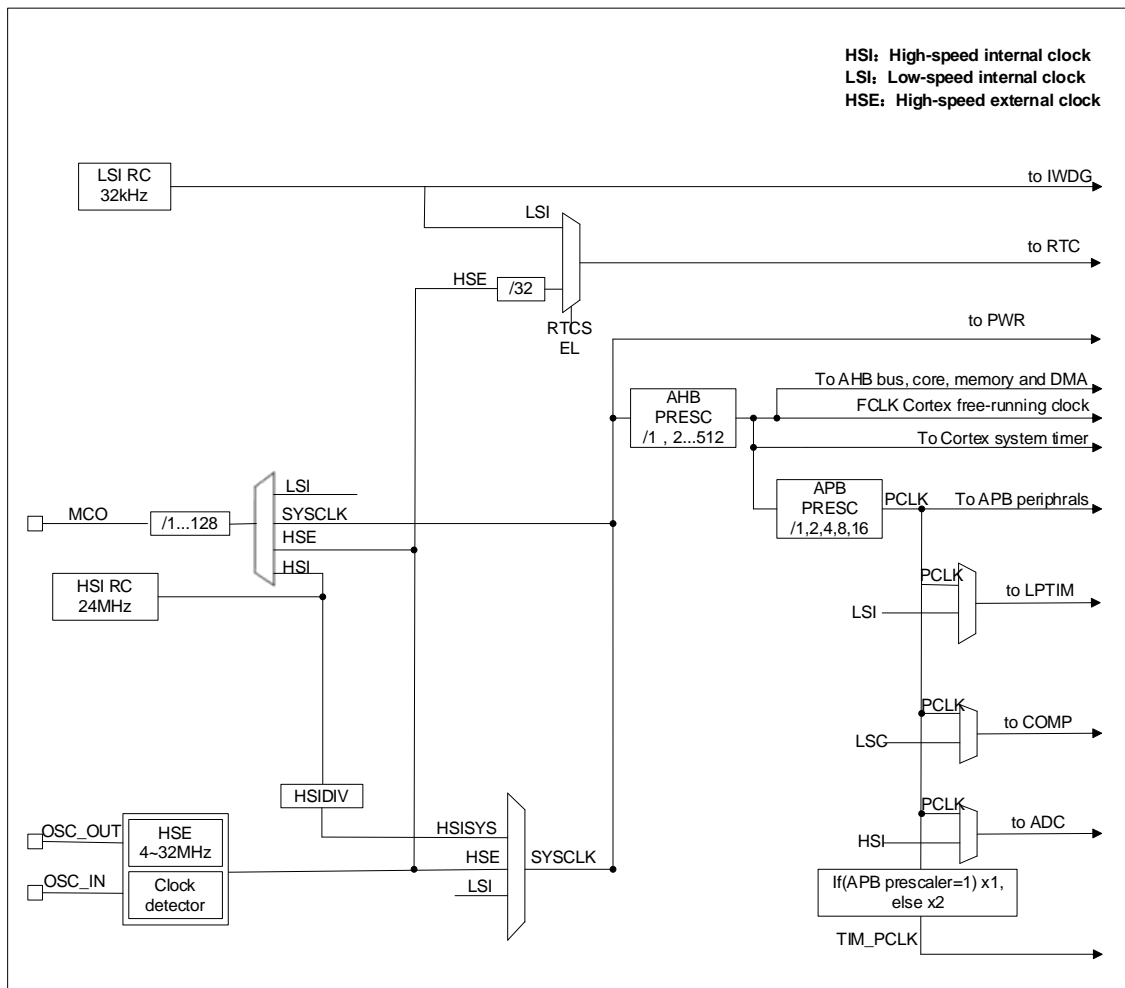 HSI：High-speed internal clock
LSI：Low-speed internal clock
HSE：High-speed external clock
LSI RC
32kHz
to IWDG
LSI
to RTC
HSE
/32
RTCS
EL
to PWR
To AHB bus, core, memory and DMA
AHB
PRESC
/1 , 2...512
FCLK Cortex free-running clock
To Cortex system timer
LSI
APB
PRESC
/1,2,4,8,16
PCLK
To APB periphrals
MCO
/1...128
SYSCLK
HSE
HSI
HSI RC
24MHz
PCLK
to LPTIM
LSI
PCLK
to COMP
LSC
HSIDIV
PCLK
to ADC
HSI
OSC_OUT
HSE
4~32MHz
HSISYS
HSE
SYSCLK
LSI
OSC_IN
Clock
detector
If(APB prescaler=1) x1,
else x2
TIM_PCLK